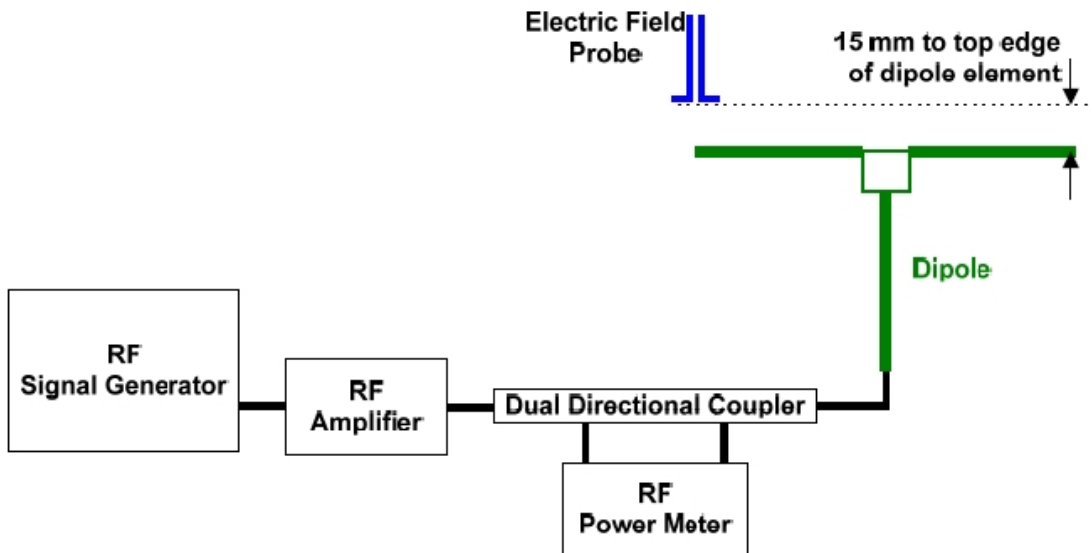 Electric Field
Probe
15 mm to top edge
of dipole element
Dipole
RF
Signal Generator
RF
Amplifier
Dual Directional Coupler
RF
Power Meter